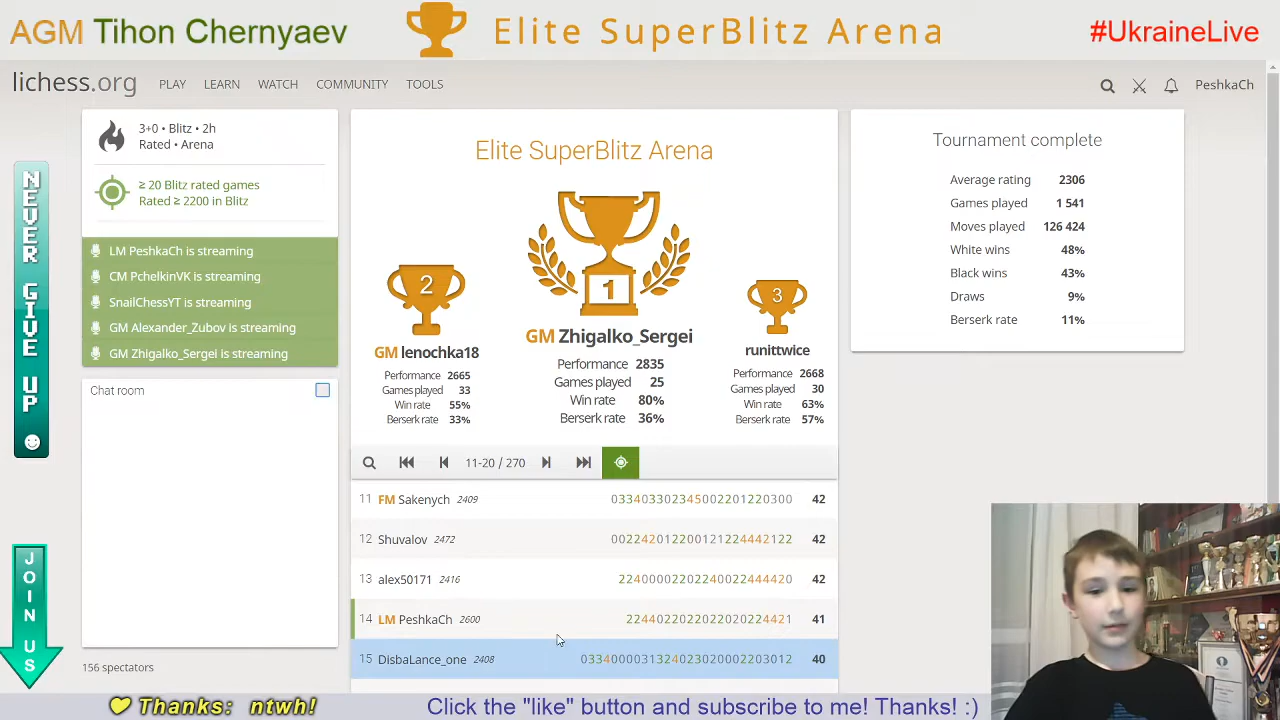 AGM Tihon Chernyaev
Elite SuperBlitz Arena
#UkraineLive
lichess.org
PLAY LEARN WATCH COMMUNITY TOOLS
PeshkaCh
NEVER GIVE UP
JOIN US
3+0 • Blitz • 2h
Rated • Arena
≥ 20 Blitz rated games
Rated ≥ 2200 in Blitz
LM PeshkaCh is streaming
CM PchelkinVK is streaming
SnailChessYT is streaming
GM Alexander_Zubov is streaming
GM Zhigalko_Sergei is streaming
Chat room
156 spectators
Elite SuperBlitz Arena
2
GM lenochka18
Performance 2665
Games played 33
Win rate 55%
Berserk rate 33%
1
GM Zhigalko_Sergei
Performance 2835
Games played 25
Win rate 80%
Berserk rate 36%
3
runittwice
Performance 2668
Games played 30
Win rate 63%
Berserk rate 57%
11-20 / 270
11 FM Sakenych 2409 033403302345002201220300 42
12 Shuvalov 2472 002242012200121224442122 42
13 alex50171 2416 22400002202240022444420 42
14 LM PeshkaCh 2600 2244022022022020224421 41
15 DisbaLance_one 2408 0334000031324023020002203012 40
Tournament complete
Average rating 2306
Games played 1 541
Moves played 126 424
White wins 48%
Black wins 43%
Draws 9%
Berserk rate 11%
Thanks: ntwh!
Click the "like" button and subscribe to me! Thanks! :)